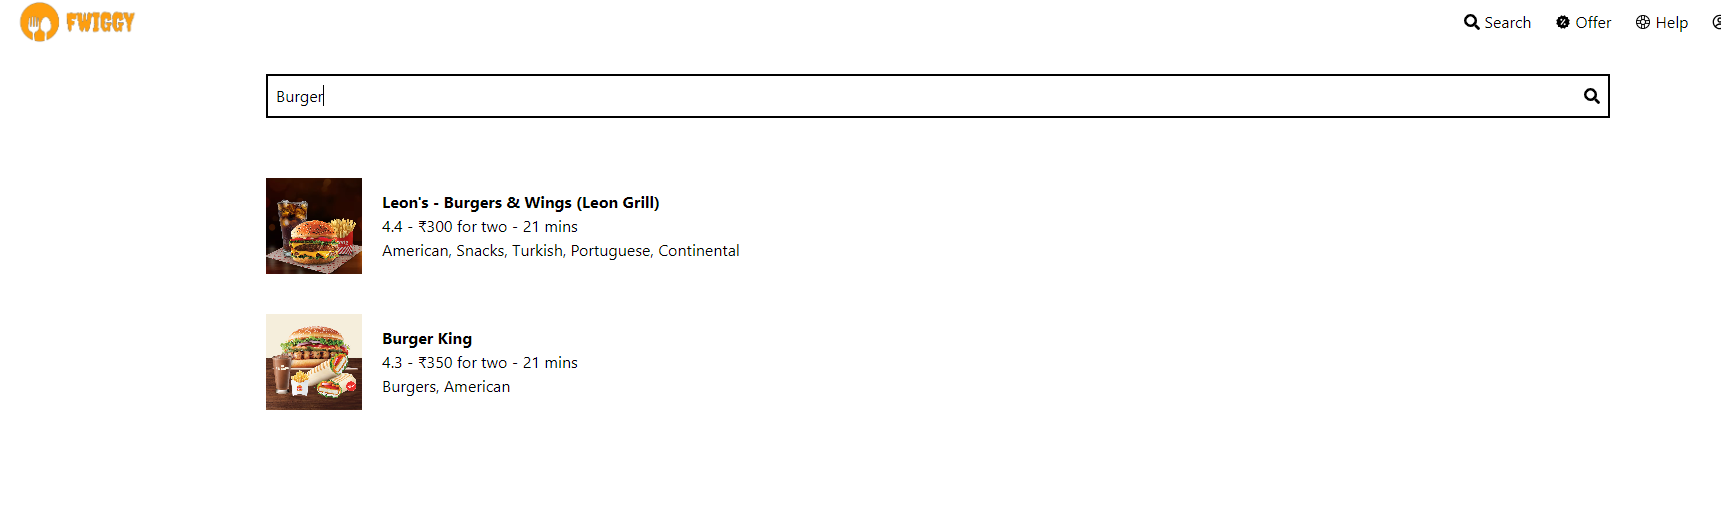 FWIGGY
Search Offer Help
Burger
Leon's - Burgers & Wings (Leon Grill)
4.4 - ₹300 for two - 21 mins
American, Snacks, Turkish, Portuguese, Continental
Burger King
4.3 - ₹350 for two - 21 mins
Burgers, American